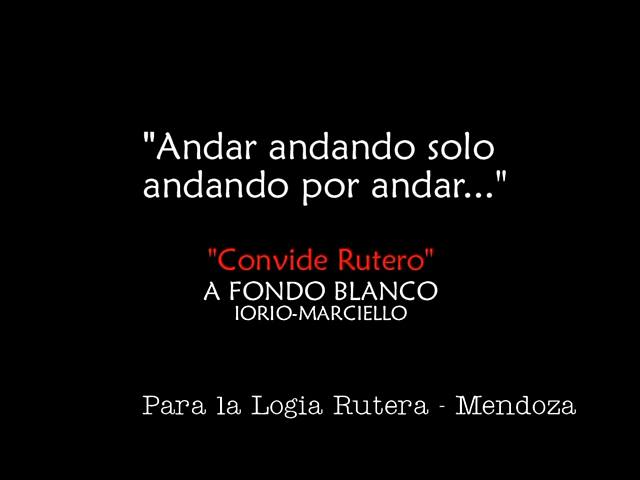 "Andar andando solo
andando por andar..."
"Convide Rutero"
A FONDO BLANCO
IORIO-MARCIELLO
Para la Logia Rutera - Mendoza